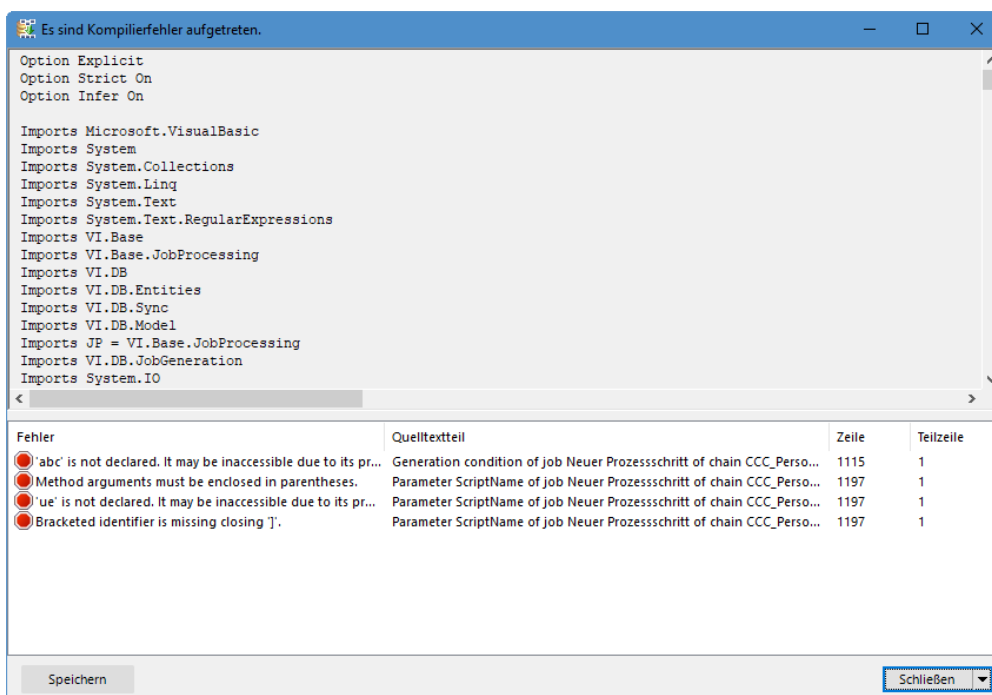 Es sind Kompilierfehler aufgetreten.
Option Explicit
Option Strict On
Option Infer On
Imports Microsoft.VisualBasic
Imports System
Imports System.Collections
Imports System.Linq
Imports System.Text
Imports System.Text.RegularExpressions
Imports VI.Base
Imports VI.Base.JobProcessing
Imports VI.DB
Imports VI.DB.Entities
Imports VI.DB.Sync
Imports VI.DB.Model
Imports JP = VI.Base.JobProcessing
Imports VI.DB.JobGeneration
Imports System.IO
Fehler Quelltextteil Zeile Teilzeile
'abc' is not declared. It may be inaccessible due to its pr... Generation condition of job Neuer Prozessschritt of chain CCC_Perso... 1115 1
Method arguments must be enclosed in parentheses. Parameter ScriptName of job Neuer Prozessschritt of chain CCC_Perso... 1197 1
'ue' is not declared. It may be inaccessible due to its pr... Parameter ScriptName of job Neuer Prozessschritt of chain CCC_Perso... 1197 1
Bracketed identifier is missing closing ']'. Parameter ScriptName of job Neuer Prozessschritt of chain CCC_Perso... 1197 1
Speichern Schließen